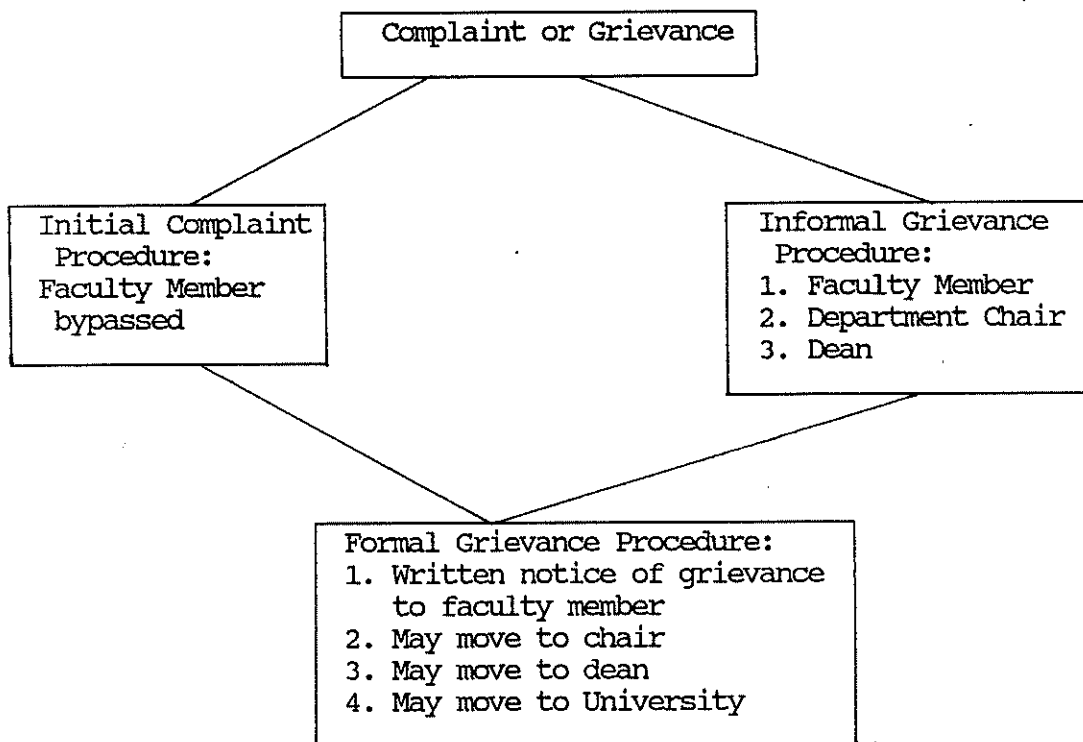 Complaint or Grievance
Initial Complaint
Procedure:
Faculty Member
bypassed
Informal Grievance
Procedure:
1. Faculty Member
2. Department Chair
3. Dean
Formal Grievance Procedure:
1. Written notice of grievance
to faculty member
2. May move to chair
3. May move to dean
4. May move to University